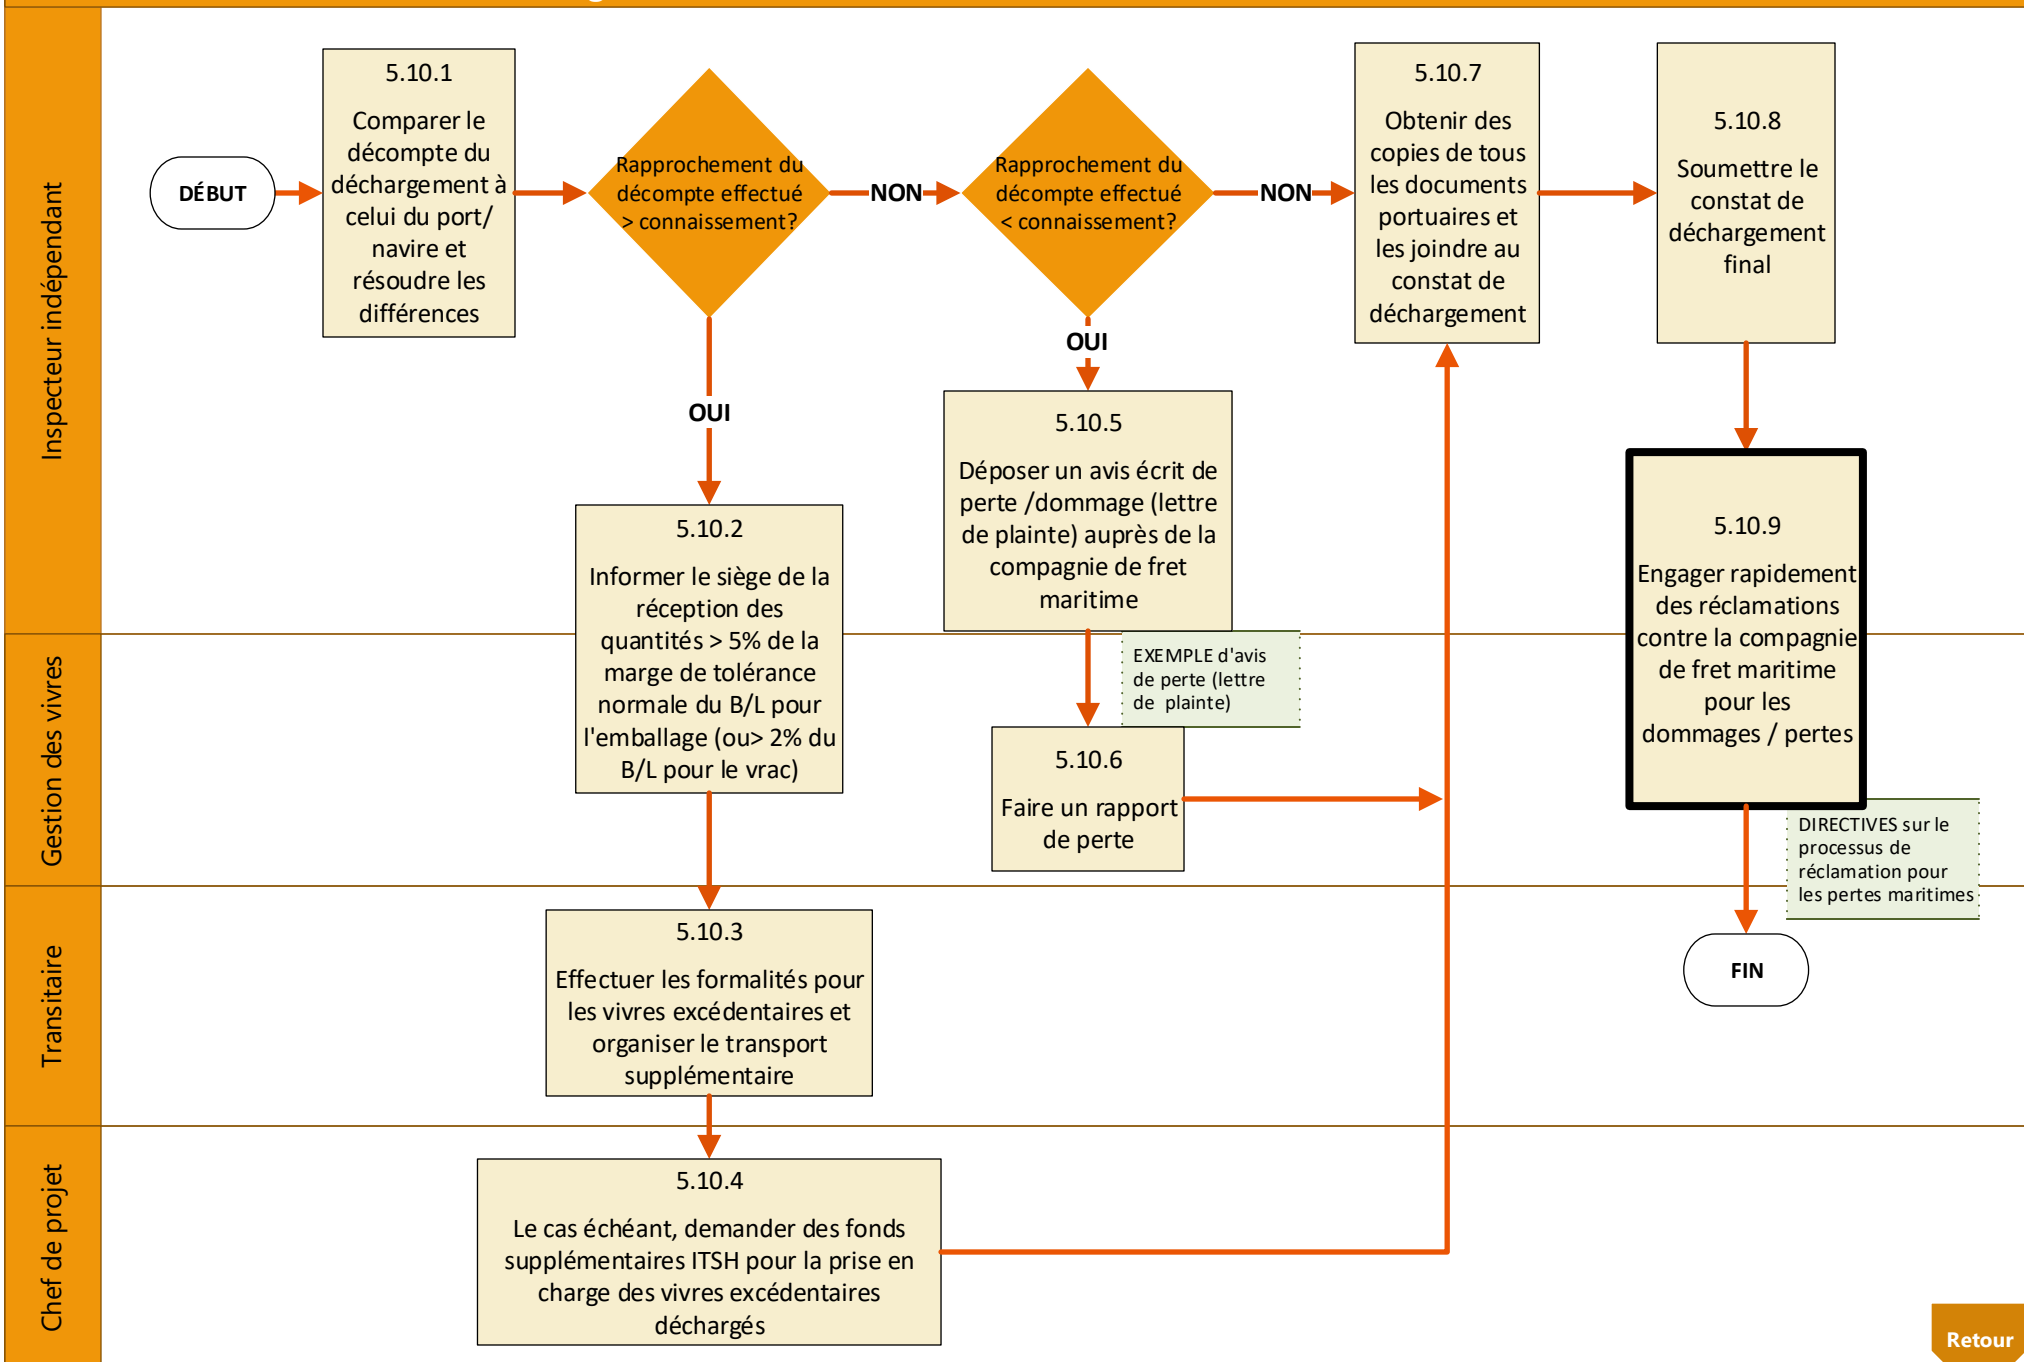 Inspecteur indépendant
Gestion des vivres
Transitaire
Chef de projet
DÉBUT
5.10.1
Comparer le
décompte du
déchargement à
celui du port/
navire et
résoudre les
différences
Rapprochement du
décompte effectué
> connaissement?
NON
OUI
Rapprochement du
décompte effectué
< connaissement?
NON
OUI
5.10.2
Informer le siège de la
réception des
quantités > 5% de la
marge de tolérance
normale du B/L pour
l'emballage (ou> 2% du
B/L pour le vrac)
5.10.3
Effectuer les formalités pour
les vivres excédentaires et
organiser le transport
supplémentaire
5.10.4
Le cas échéant, demander des fonds
supplémentaires ITSH pour la prise en
charge des vivres excédentaires
déchargés
5.10.5
Déposer un avis écrit de
perte /dommage (lettre
de plainte) auprès de la
compagnie de fret
maritime
EXEMPLE d'avis
de perte (lettre
de plainte)
5.10.6
Faire un rapport
de perte
5.10.7
Obtenir des
copies de tous
les documents
portuaires et
les joindre au
constat de
déchargement
5.10.8
Soumettre le
constat de
déchargement
final
5.10.9
Engager rapidement
des réclamations
contre la compagnie
de fret maritime
pour les
dommages / pertes
DIRECTIVES sur le
processus de
réclamation pour
les pertes maritimes
FIN
Retour